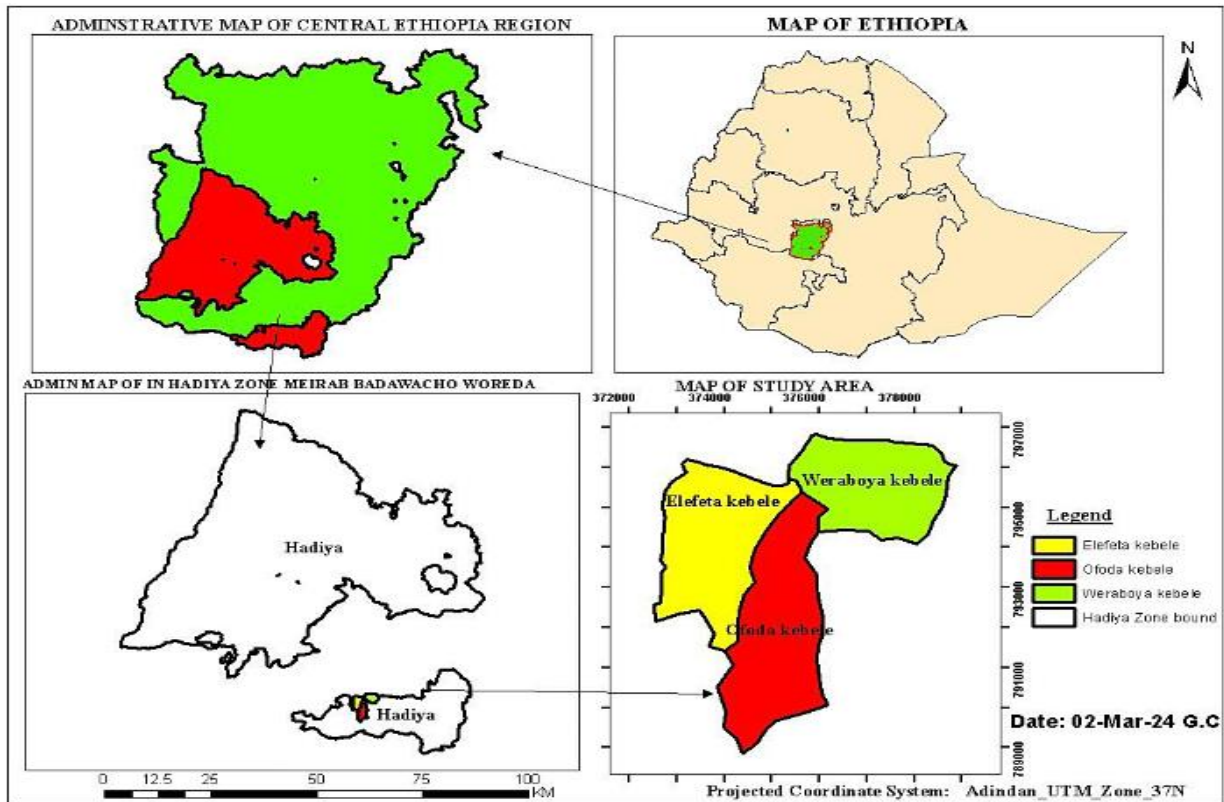 ADMINSTRATIVE MAP OF CENTRAL ETHIOPIA REGION
MAP OF ETHIOPIA
N
ADMIN MAP OF IN HADIYA ZONE MEIRAB BADAWACHO WOREDA
Hadiya
Hadiya
0 12.5 25 50 75 100
KM
MAP OF STUDY AREA
372000 374000 376000 378000
797000
795000
793000
791000
789000
Weraboya kebele
Elefeta kebele
Ofoda kebele
Legend
Elefeta kebele
Ofoda kebele
Weraboya kebele
Hadiya Zone bound
Date: 02-Mar-24 G.C
Projected Coordinate System: Adindan_UTM_Zone_37N